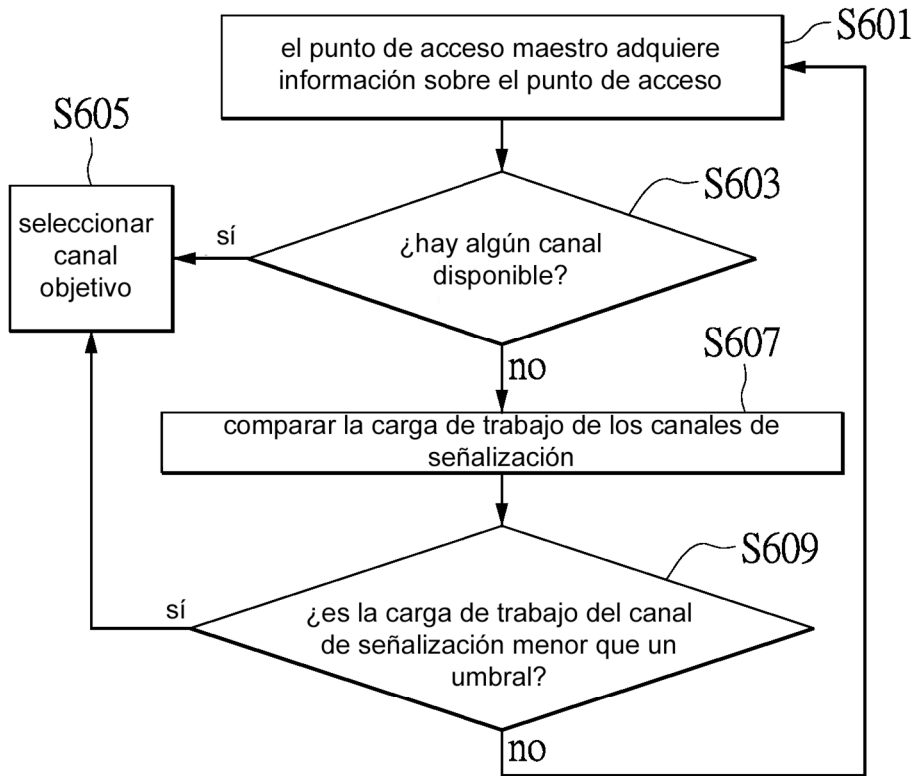 S601
el punto de acceso maestro adquiere
información sobre el punto de acceso
S605
S603
seleccionar
canal
objetivo
sí
¿hay algún canal
disponible?
no
S607
comparar la carga de trabajo de los canales de
señalización
S609
sí
¿es la carga de trabajo del canal
de señalización menor que un
umbral?
no